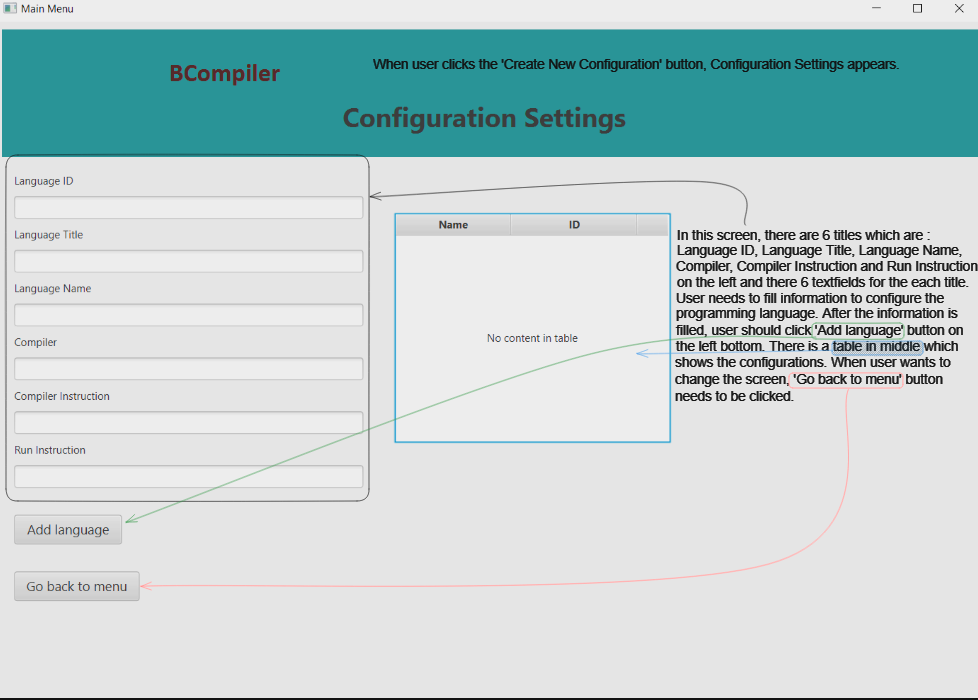 Main Menu
BCompiler
When user clicks the 'Create New Configuration' button, Configuration Settings appears.
Configuration Settings
Language ID
Language Title
Language Name
Compiler
Compiler Instruction
Run Instruction
Add language
Go back to menu
Name ID
No content in table
In this screen, there are 6 titles which are :
Language ID, Language Title, Language Name,
Compiler, Compiler Instruction and Run Instruction
on the left and there 6 textfields for the each title.
User needs to fill information to configure the
programming language. After the information is
filled, user should click 'Add language' button on
the left bottom. There is a table in middle which
shows the configurations. When user wants to
change the screen, 'Go back to menu' button
needs to be clicked.